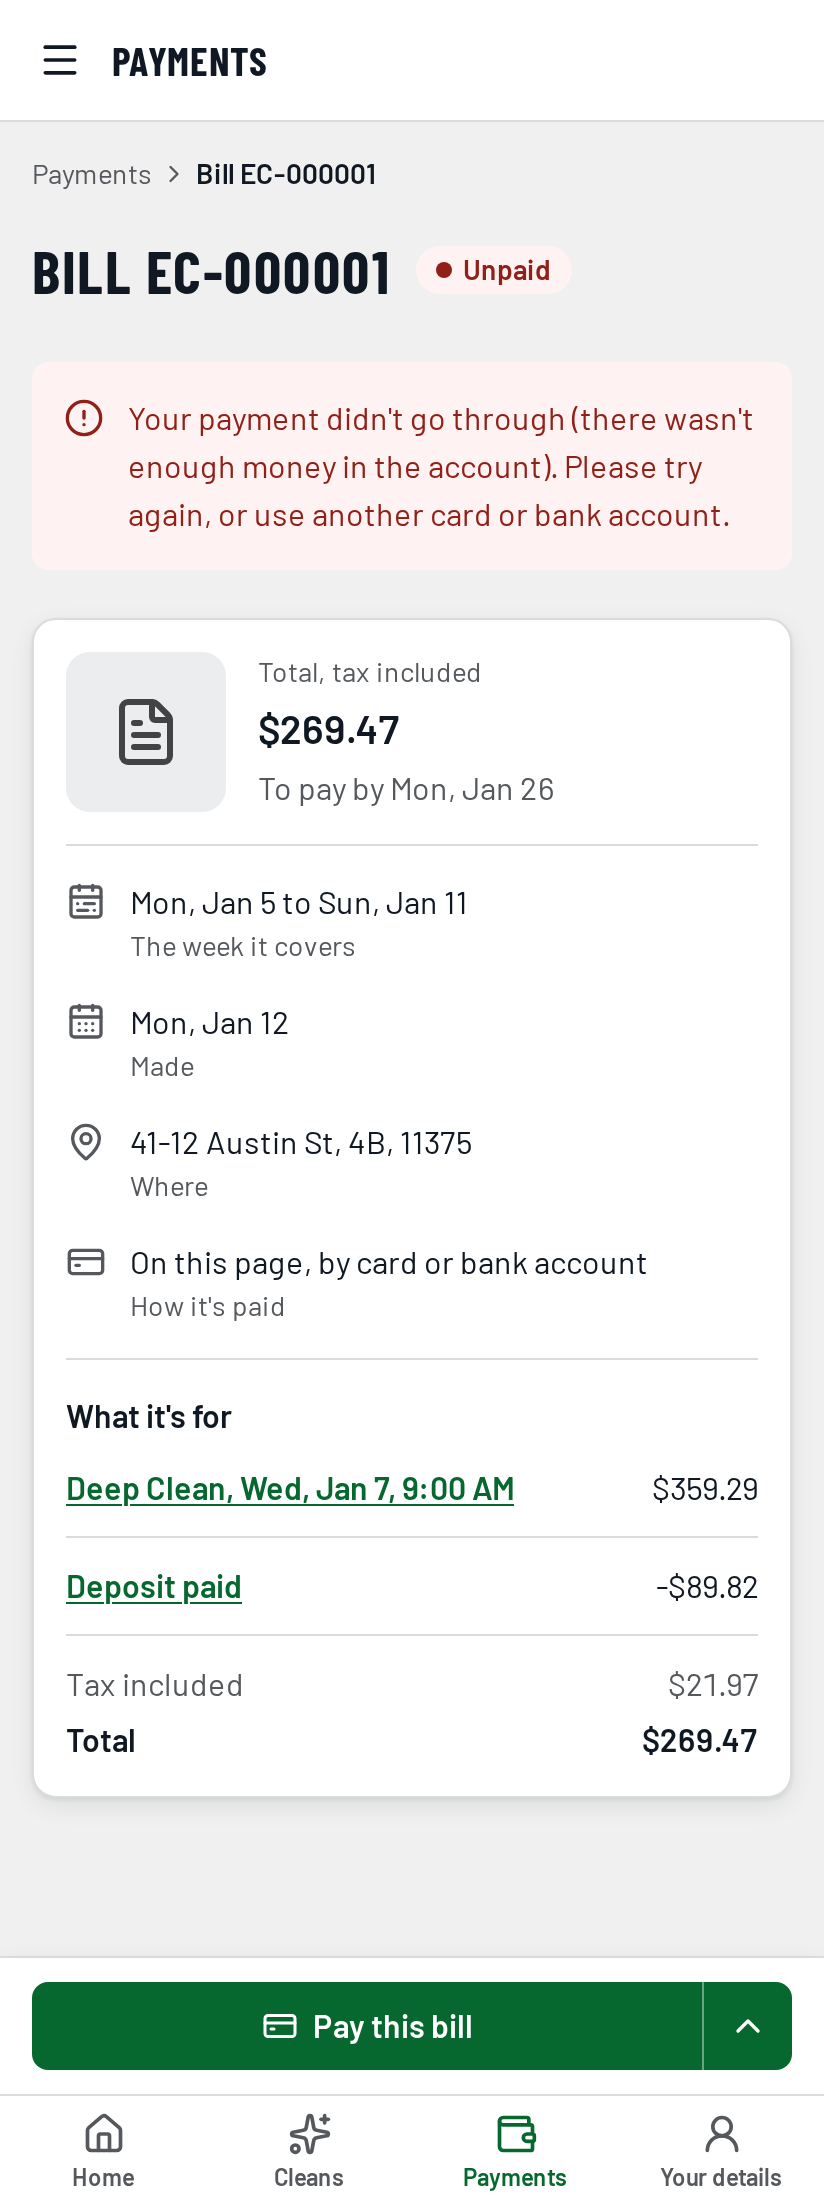 PAYMENTS
Payments > Bill EC-000001
BILL EC-000001
Unpaid
Your payment didn't go through (there wasn't
enough money in the account). Please try
again, or use another card or bank account.
Total, tax included
$269.47
To pay by Mon, Jan 26
Mon, Jan 5 to Sun, Jan 11
The week it covers
Mon, Jan 12
Made
41-12 Austin St, 4B, 11375
Where
On this page, by card or bank account
How it's paid
What it's for
Deep Clean, Wed, Jan 7, 9:00 AM $359.29
Deposit paid -$89.82
Tax included $21.97
Total $269.47
Pay this bill
Home Cleans Payments Your details